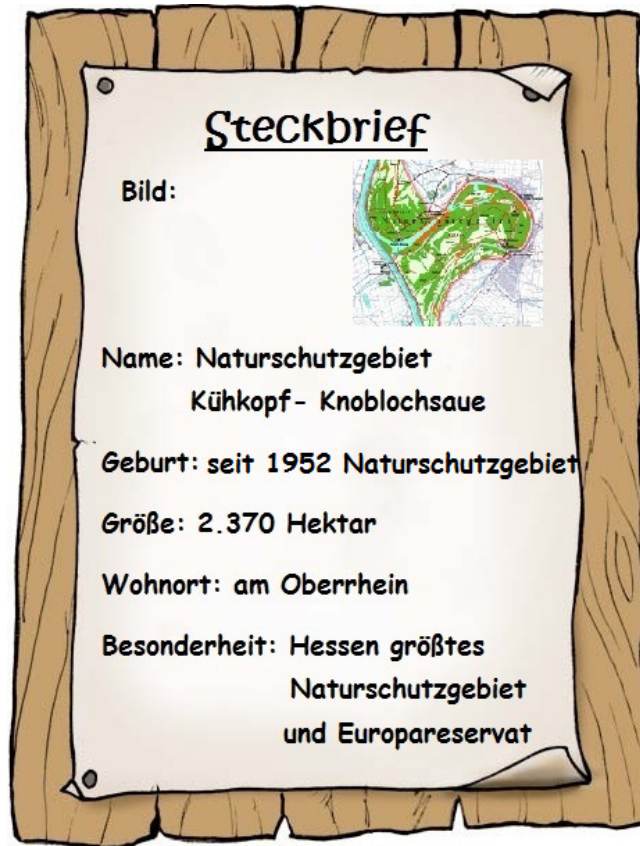 Steckbrief
Bild:
Name: Naturschutzgebiet
Kühkopf- Knoblochsaue
Geburt: seit 1952 Naturschutzgebiet
Größe: 2.370 Hektar
Wohnort: am Oberrhein
Besonderheit: Hessen größtes
Naturschutzgebiet
und Europareservat